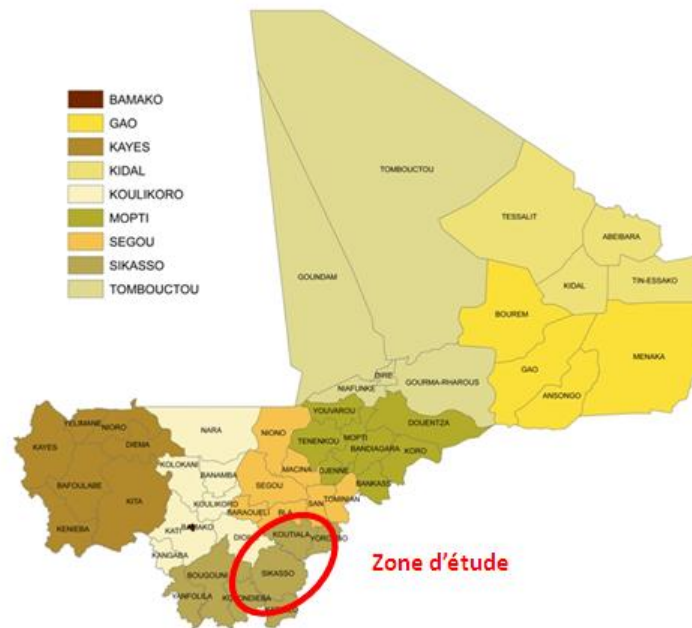 BAMAKO
GAO
KAYES
KIDAL
KOULIKORO
MOPTI
SEGOU
SIKASSO
TOMBOUCTOU
TOMBOUCTOU
TESSALIT
ABEIBARA
GOUNDAM
KIDAL
TIN-ESSAKO
BOUREM
MENAKA
GAO
DIRE
GOURMA-RHAROUS
NIAFUNKE
ANSONGO
YOUVAROU
DOUENTZA
NARA
NIONO
YELIMANE
NIORO
TENENKOU
MOPTI
KAYES
DIEMA
BANDIAGARA
KORO
KOLOKANI
MACINA
DJENNE
BANAMBA
BAFOULABE
SEGOU
BANKASS
KITA
TOMINIAN
KOULIKORO
SAN
BARAOUELI
BLA
KENIEBA
KATI
BAMAKO
KOUTIALA
KANGABA
Zone d’étude
SIKASSO
BOUGOUNI
YANFOLILA